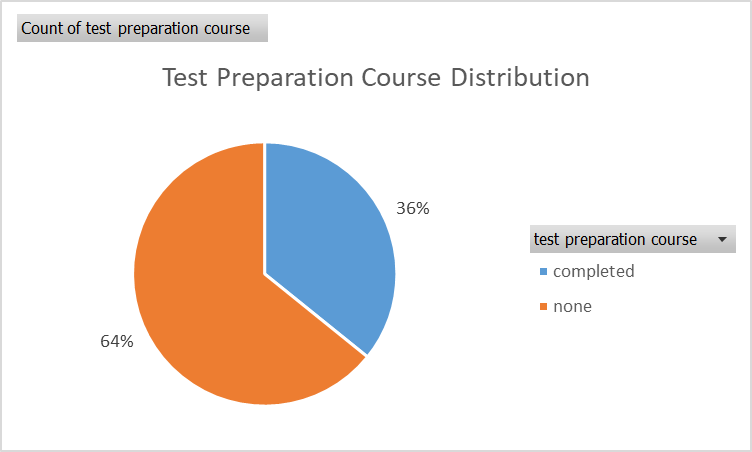 Count of test preparation course
Test Preparation Course Distribution
36%
64%
test preparation course
completed
none